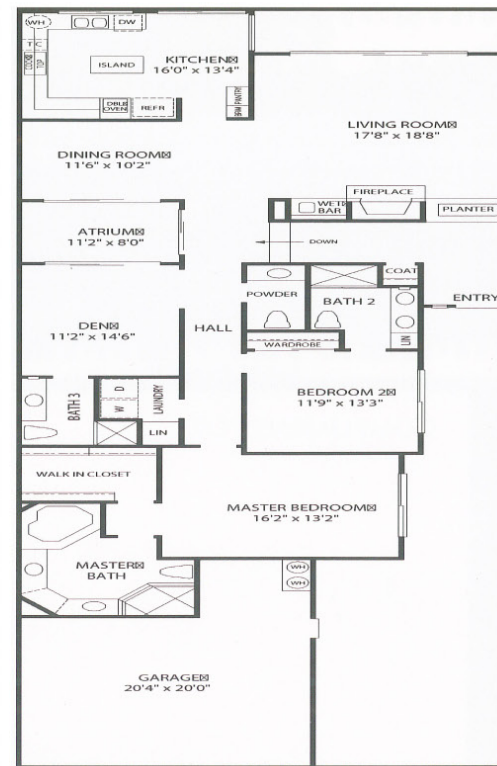 WH
DW
T C
COOK TOP
ISLAND
KITCHEN
16'0" x 13'4"
DBLE OVEN
REFR
B/W PANTRY
LIVING ROOM
17'8" x 18'8"
DINING ROOM
11'6" x 10'2"
FIREPLACE
WET BAR
PLANTER
ATRIUM
11'2" x 8'0"
DOWN
COAT
POWDER
BATH 2
ENTRY
DEN
11'2" x 14'6"
HALL
LIN
WARDROBE
BATH 3
W D
LAUNDRY
LIN
BEDROOM 2
11'9" x 13'3"
WALK IN CLOSET
MASTER BEDROOM
16'2" x 13'2"
MASTER BATH
WH
WH
GARAGE
20'4" x 20'0"